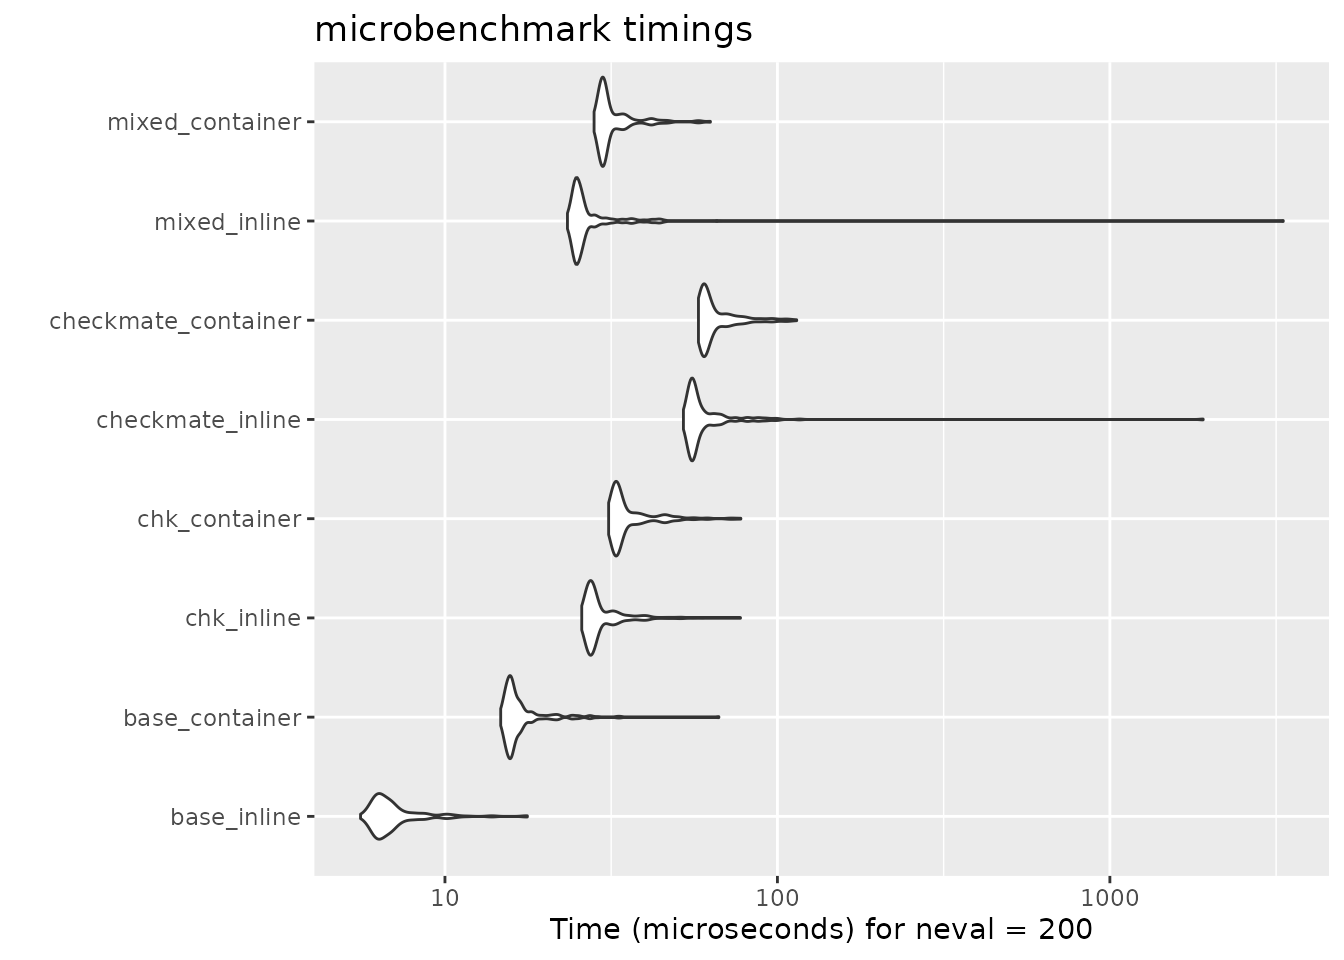 microbenchmark timings
mixed_container
mixed_inline
checkmate_container
checkmate_inline
chk_container
chk_inline
base_container
base_inline
10 100 1000
Time (microseconds) for neval = 200